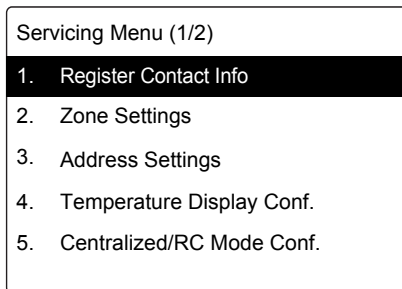 Servicing Menu (1/2)
1. Register Contact Info
2. Zone Settings
3. Address Settings
4. Temperature Display Conf.
5. Centralized/RC Mode Conf.